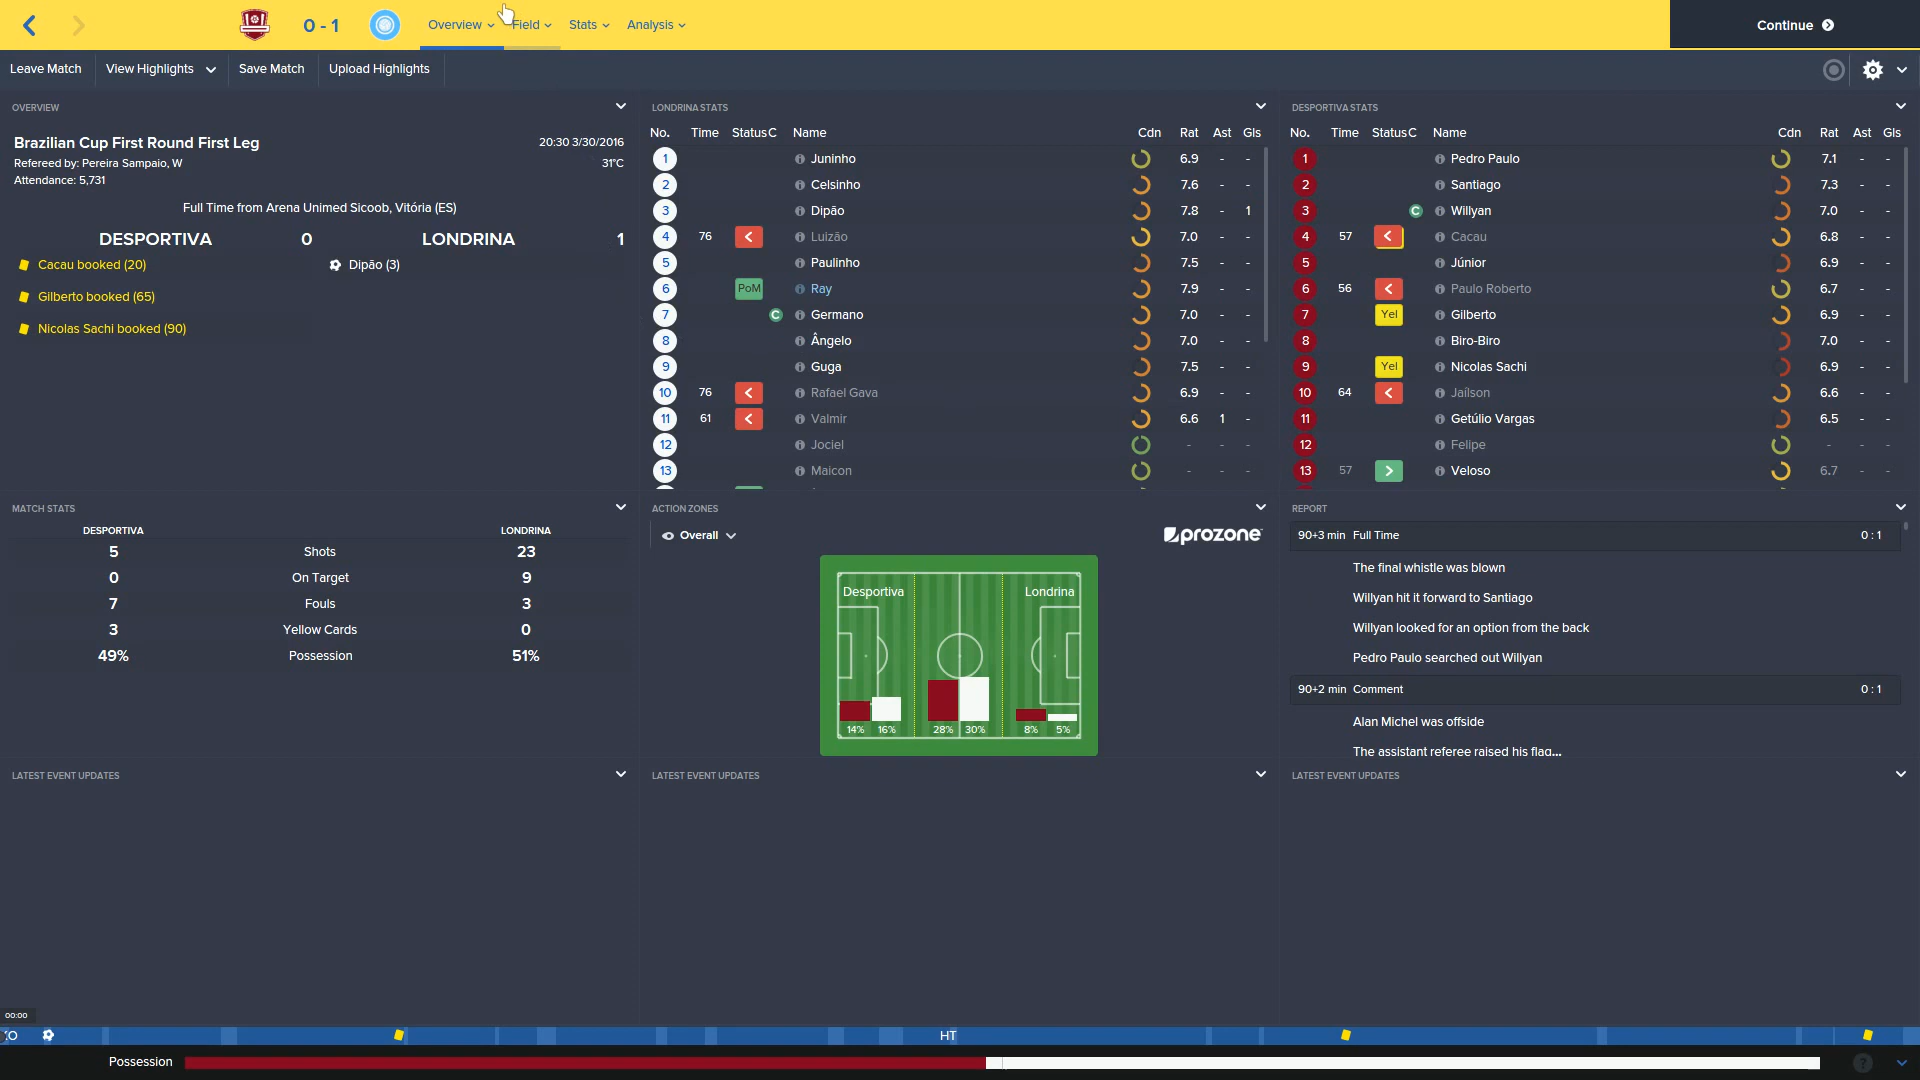 0 - 1 Overview Field Stats Analysis Continue
Leave Match View Highlights Save Match Upload Highlights
OVERVIEW
Brazilian Cup First Round First Leg 20:30 3/30/2016
Refereed by: Pereira Sampaio, W 31°C
Attendance: 5,731
Full Time from Arena Unimed Sicoob, Vitória (ES)
DESPORTIVA 0 LONDRINA 1
Cacau booked (20) Dipão (3)
Gilberto booked (65)
Nicolas Sachi booked (90)
LONDRINA STATS
No. Time Status C Name Cdn Rat Ast Gls
1 Juninho 6.9 - -
2 Celsinho 7.6 - -
3 Dipão 7.8 - 1
4 76 Luizão 7.0 - -
5 Paulinho 7.5 - -
6 PoM Ray 7.9 - -
7 C Germano 7.0 - -
8 Ângelo 7.0 - -
9 Guga 7.5 - -
10 76 Rafael Gava 6.9 - -
11 61 Valmir 6.6 1 -
12 Jociel - - -
13 Maicon - - -
DESPORTIVA STATS
No. Time Status C Name Cdn Rat Ast Gls
1 Pedro Paulo 7.1 - -
2 Santiago 7.3 - -
3 C Willyan 7.0 - -
4 57 Cacau 6.8 - -
5 Júnior 6.9 - -
6 56 Paulo Roberto 6.7 - -
7 Yel Gilberto 6.9 - -
8 Biro-Biro 7.0 - -
9 Yel Nicolas Sachi 6.9 - -
10 64 Jaílson 6.6 - -
11 Getúlio Vargas 6.5 - -
12 Felipe - - -
13 57 Veloso 6.7 - -
MATCH STATS
DESPORTIVA LONDRINA
5 Shots 23
0 On Target 9
7 Fouls 3
3 Yellow Cards 0
49% Possession 51%
ACTION ZONES
Overall prozone
Desportiva Londrina
14% 16% 28% 30% 8% 5%
REPORT
90+3 min Full Time 0 : 1
The final whistle was blown
Willyan hit it forward to Santiago
Willyan looked for an option from the back
Pedro Paulo searched out Willyan
90+2 min Comment 0 : 1
Alan Michel was offside
The assistant referee raised his flag...
LATEST EVENT UPDATES
LATEST EVENT UPDATES
LATEST EVENT UPDATES
00:00
HT
Possession
?